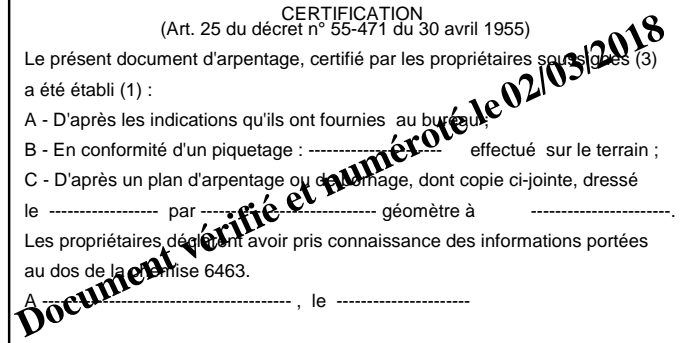 CERTIFICATION
(Art. 25 du décret n° 55-471 du 30 avril 1955)
Le présent document d'arpentage, certifié par les propriétaires soussignés (3)
a été établi (1) :
A - D'après les indications qu'ils ont fournies au bureau ;
B - En conformité d'un piquetage : ---------------------- effectué sur le terrain ;
C - D'après un plan d'arpentage ou de bornage, dont copie ci-jointe, dressé
le ------------------ par ----------------------------- géomètre à -----------------------.
Les propriétaires déclarent avoir pris connaissance des informations portées
au dos de la chemise 6463.
A ----------------------------------------- , le ----------------------
Document vérifié et numéroté le 02/03/2018